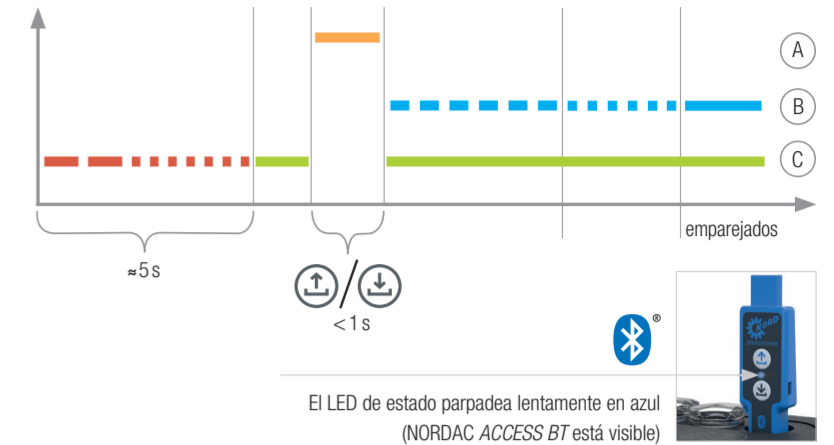 A
B
C
emparejados
≈5s
<1s
®
NORD
El LED de estado parpadea lentamente en azul
(NORDAC ACCESS BT está visible)